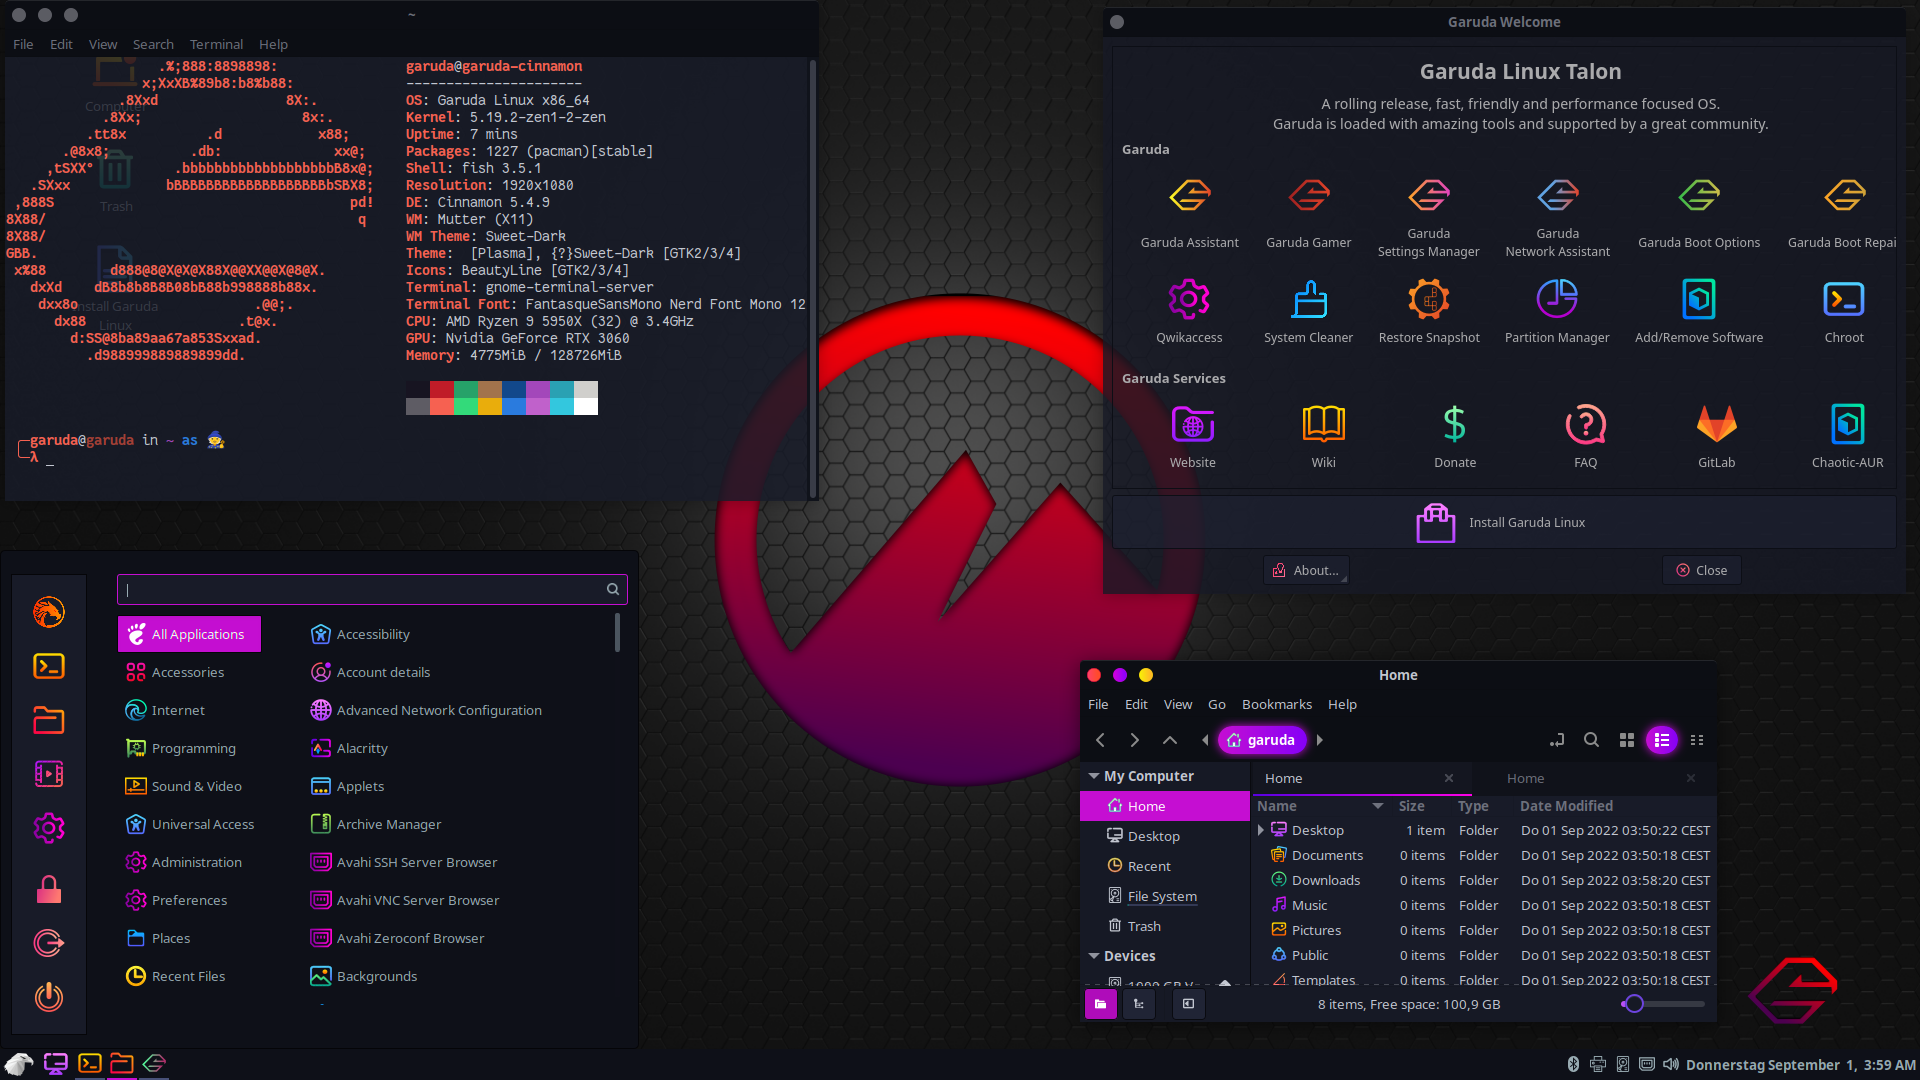 ~
File Edit View Search Terminal Help
Computer
Trash
Install Garuda
Linux
.%;888:8898898:
x;XxXB%89b8:b8%b88:
.8Xxd 8X:.
.8Xx; 8x:.
.tt8x .d x88;
.@8x8; .db: xx@;
,tSXX° .bbbbbbbbbbbbbbbbbbbB8x@;
.SXxx bBBBBBBBBBBBBBBBBBBBbSBX8;
,888S pd!
8X88/ q
8X88/
GBB.
x%88 d888@8@X@X@X88X@@XX@@X@8@X.
dxXd dB8b8b8B8B08bB88b998888b88x.
dxx8o .@@;.
dx88 .t@x.
d:SS@8ba89aa67a853Sxxad.
.d988999889889899dd.
garuda@garuda-cinnamon
----------------------
OS: Garuda Linux x86_64
Kernel: 5.19.2-zen1-2-zen
Uptime: 7 mins
Packages: 1227 (pacman)[stable]
Shell: fish 3.5.1
Resolution: 1920x1080
DE: Cinnamon 5.4.9
WM: Mutter (X11)
WM Theme: Sweet-Dark
Theme: [Plasma], {?}Sweet-Dark [GTK2/3/4]
Icons: BeautyLine [GTK2/3/4]
Terminal: gnome-terminal-server
Terminal Font: FantasqueSansMono Nerd Font Mono 12
CPU: AMD Ryzen 9 5950X (32) @ 3.4GHz
GPU: Nvidia GeForce RTX 3060
Memory: 4775MiB / 128726MiB
garuda@garuda in ~ as 🧙
λ _
Garuda Welcome
Garuda Linux Talon
A rolling release, fast, friendly and performance focused OS.
Garuda is loaded with amazing tools and supported by a great community.
Garuda
Garuda Assistant
Garuda Gamer
Garuda
Settings Manager
Garuda
Network Assistant
Garuda Boot Options
Garuda Boot Repai
Qwikaccess
System Cleaner
Restore Snapshot
Partition Manager
Add/Remove Software
Chroot
Garuda Services
Website
Wiki
Donate
FAQ
GitLab
Chaotic-AUR
Install Garuda Linux
About...
Close
All Applications
Accessories
Internet
Programming
Sound & Video
Universal Access
Administration
Preferences
Places
Recent Files
Accessibility
Account details
Advanced Network Configuration
Alacritty
Applets
Archive Manager
Avahi SSH Server Browser
Avahi VNC Server Browser
Avahi Zeroconf Browser
Backgrounds
Home
File Edit View Go Bookmarks Help
garuda
My Computer
Home
Desktop
Recent
File System
Trash
Devices
Home
Home
Name Size Type Date Modified
Desktop 1 item Folder Do 01 Sep 2022 03:50:22 CEST
Documents 0 items Folder Do 01 Sep 2022 03:50:18 CEST
Downloads 0 items Folder Do 01 Sep 2022 03:58:20 CEST
Music 0 items Folder Do 01 Sep 2022 03:50:18 CEST
Pictures 0 items Folder Do 01 Sep 2022 03:50:18 CEST
Public 0 items Folder Do 01 Sep 2022 03:50:18 CEST
Templates 0 items Folder Do 01 Sep 2022 03:50:18 CEST
8 items, Free space: 100,9 GB
Donnerstag September 1, 3:59 AM